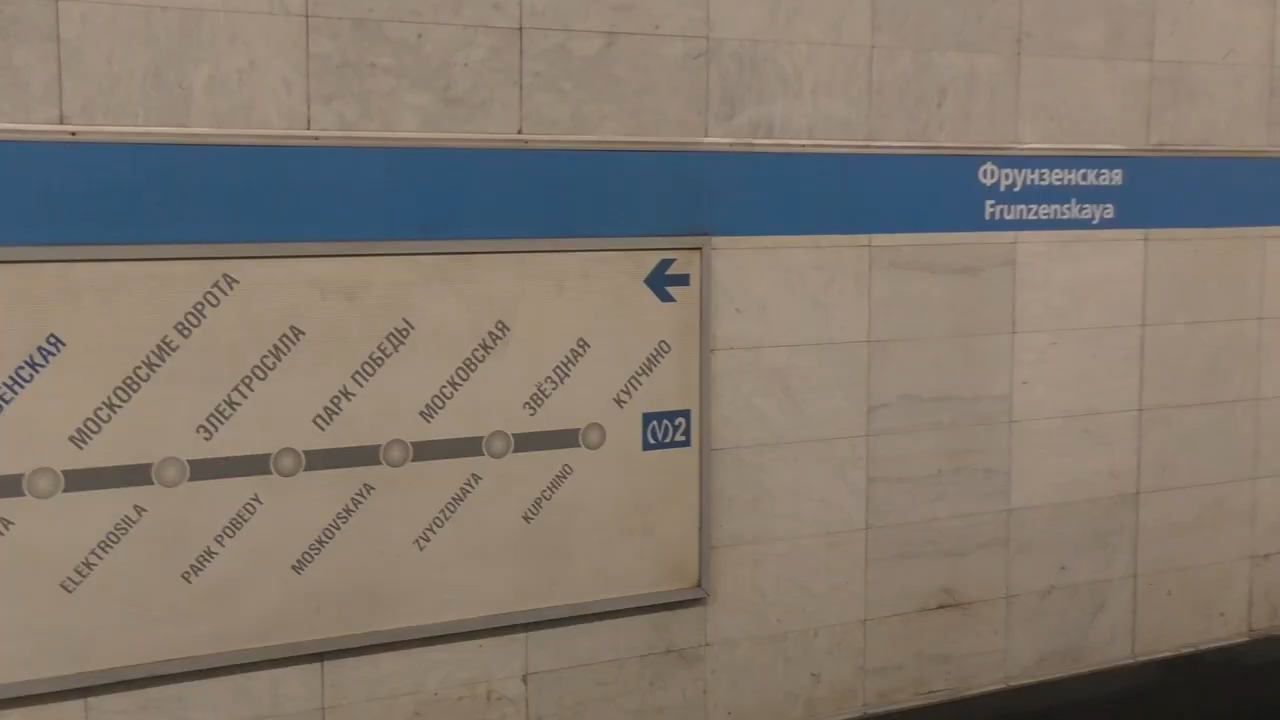 Фрунзенская
Frunzenskaya
МОСКОВСКИЕ ВОРОТА
ЭЛЕКТРОСИЛА
ПАРК ПОБЕДЫ
МОСКОВСКАЯ
ЗВЁЗДНАЯ
КУПЧИНО
2
ELEKTROSILA
PARK POBEDY
MOSKOVSKAYA
ZVYOZDNAYA
KUPCHINO